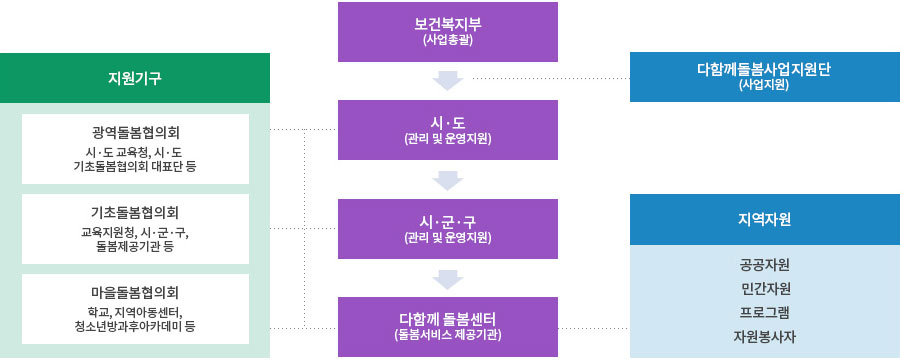 보건복지부
(사업총괄)
지원기구
다함께돌봄사업지원단
(사업지원)
광역돌봄협의회
시·도 교육청, 시·도
기초돌봄협의회 대표단 등
시·도
(관리 및 운영지원)
기초돌봄협의회
교육지원청, 시·군·구,
돌봄제공기관 등
시·군·구
(관리 및 운영지원)
지역자원
공공자원
민간자원
프로그램
자원봉사자
마을돌봄협의회
학교, 지역아동센터,
청소년방과후아카데미 등
다함께 돌봄센터
(돌봄서비스 제공기관)